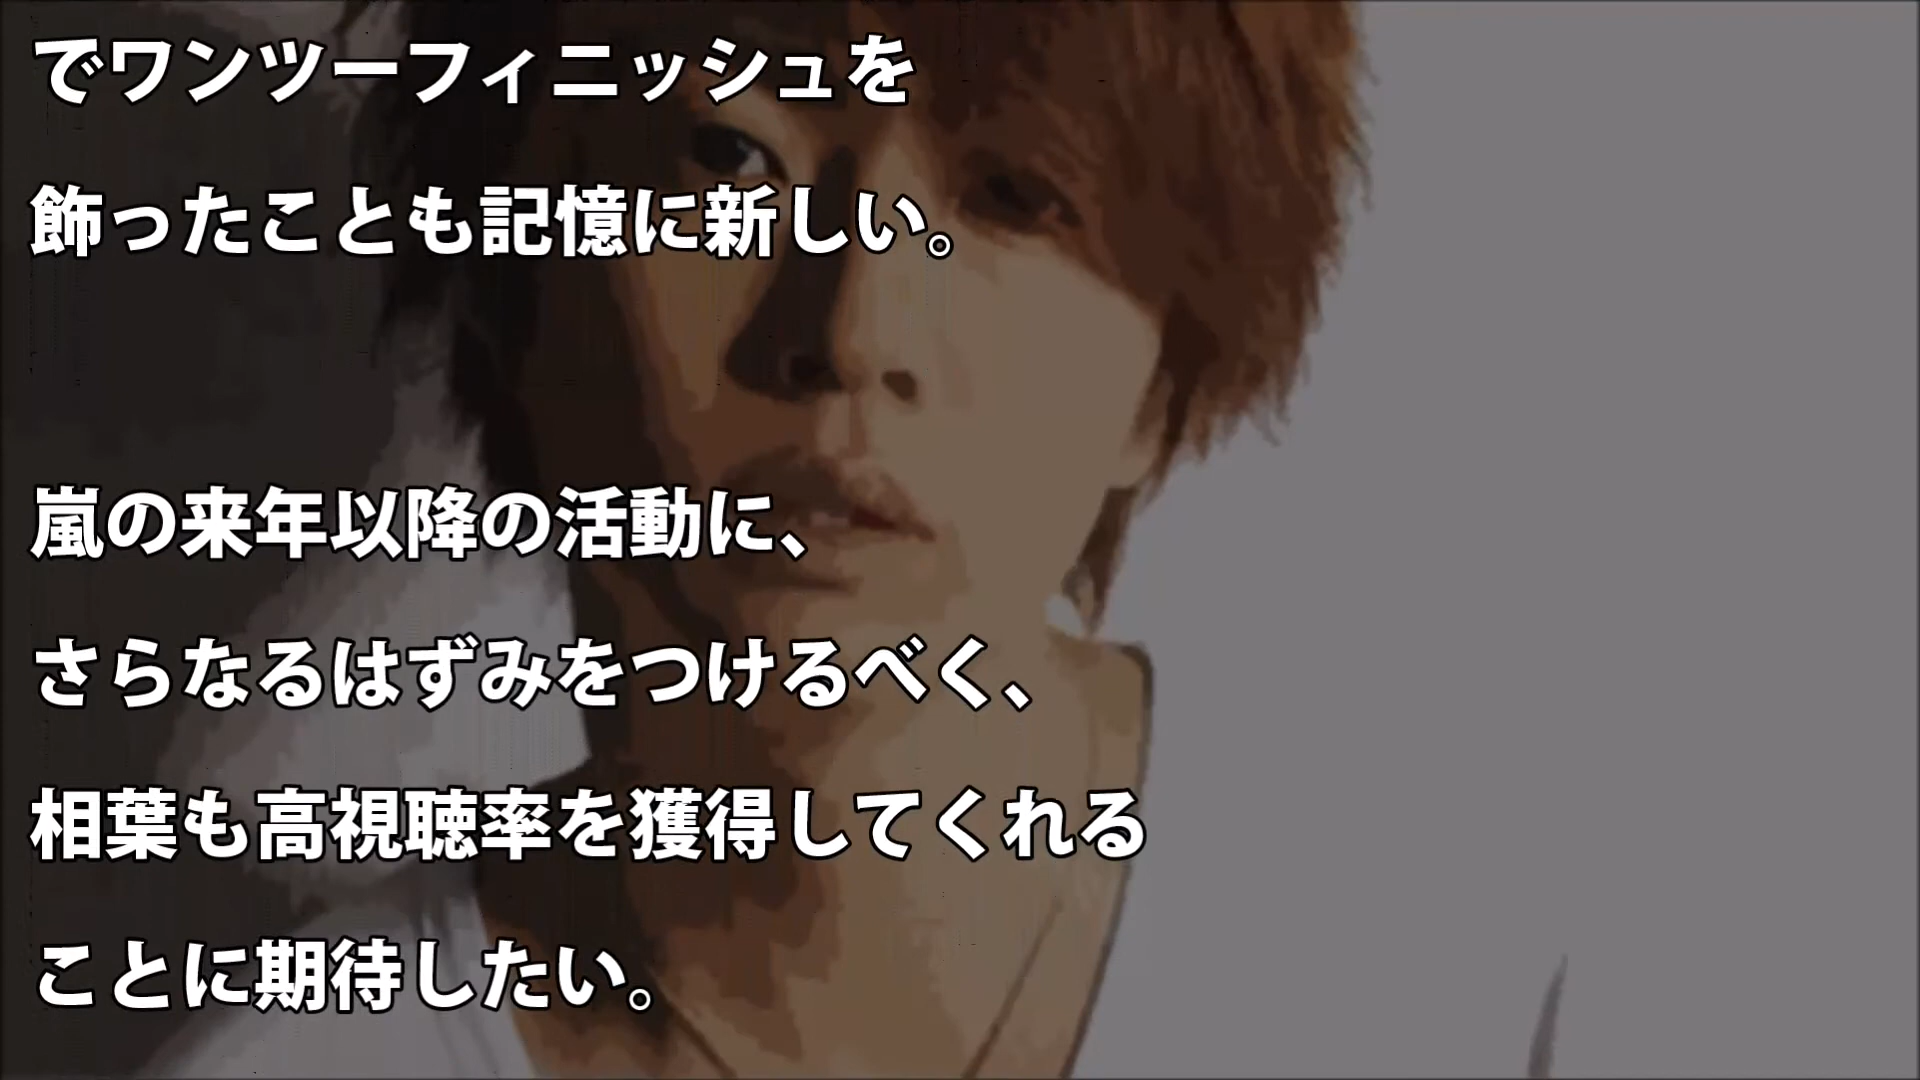 でワンツーフィニッシュを
飾ったことも記憶に新しい。
嵐の来年以降の活動に、
さらなるはずみをつけるべく、
相葉も高視聴率を獲得してくれる
ことに期待したい。